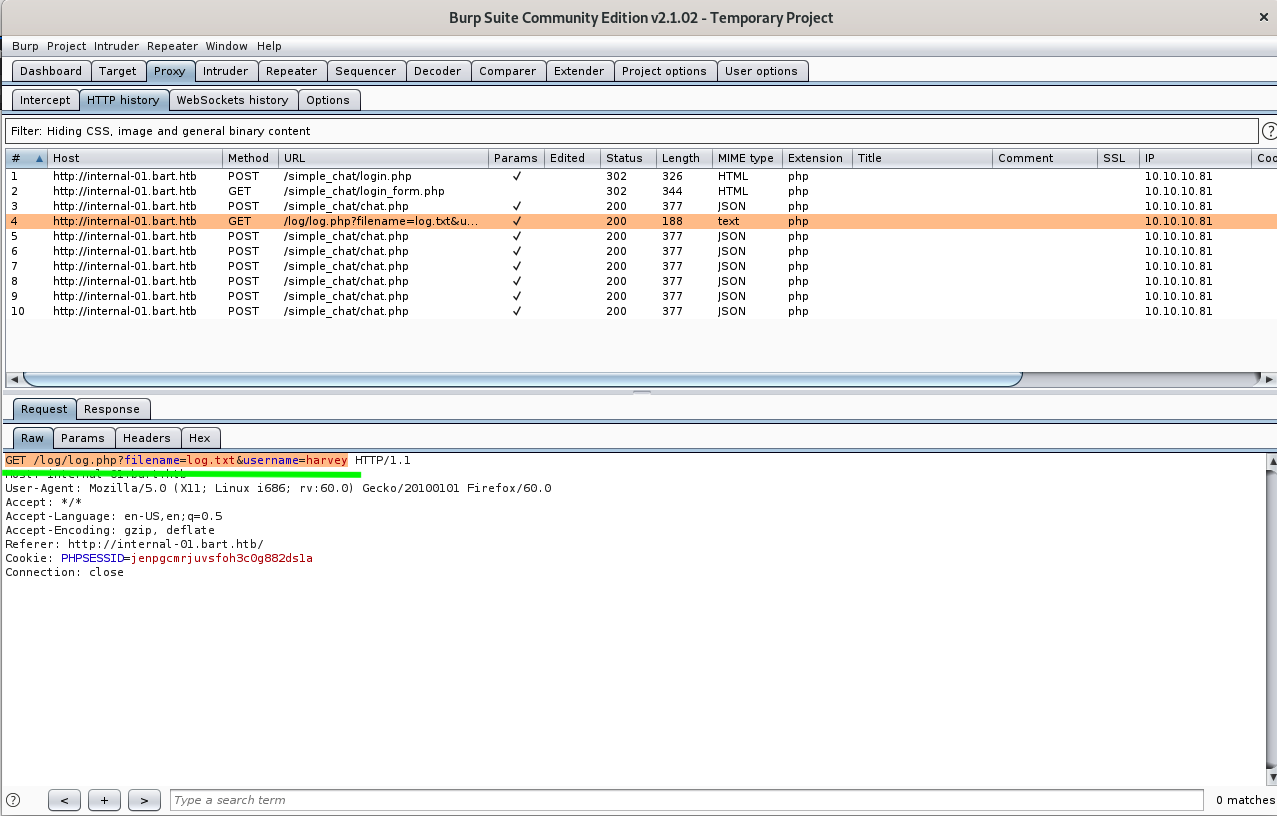 Burp Suite Community Edition v2.1.02 - Temporary Project
Burp Project Intruder Repeater Window Help
Dashboard Target Proxy Intruder Repeater Sequencer Decoder Comparer Extender Project options User options
Intercept HTTP history WebSockets history Options
Filter: Hiding CSS, image and general binary content
# Host Method URL Params Edited Status Length MIME type Extension Title Comment SSL IP Coo
1 http://internal-01.bart.htb POST /simple_chat/login.php ✓ 302 326 HTML php 10.10.10.81
2 http://internal-01.bart.htb GET /simple_chat/login_form.php 302 344 HTML php 10.10.10.81
3 http://internal-01.bart.htb POST /simple_chat/chat.php ✓ 200 377 JSON php 10.10.10.81
4 http://internal-01.bart.htb GET /log/log.php?filename=log.txt&u... ✓ 200 188 text php 10.10.10.81
5 http://internal-01.bart.htb POST /simple_chat/chat.php ✓ 200 377 JSON php 10.10.10.81
6 http://internal-01.bart.htb POST /simple_chat/chat.php ✓ 200 377 JSON php 10.10.10.81
7 http://internal-01.bart.htb POST /simple_chat/chat.php ✓ 200 377 JSON php 10.10.10.81
8 http://internal-01.bart.htb POST /simple_chat/chat.php ✓ 200 377 JSON php 10.10.10.81
9 http://internal-01.bart.htb POST /simple_chat/chat.php ✓ 200 377 JSON php 10.10.10.81
10 http://internal-01.bart.htb POST /simple_chat/chat.php ✓ 200 377 JSON php 10.10.10.81
Request Response
Raw Params Headers Hex
GET /log/log.php?filename=log.txt&username=harvey HTTP/1.1
Host: internal-01.bart.htb
User-Agent: Mozilla/5.0 (X11; Linux i686; rv:60.0) Gecko/20100101 Firefox/60.0
Accept: */*
Accept-Language: en-US,en;q=0.5
Accept-Encoding: gzip, deflate
Referer: http://internal-01.bart.htb/
Cookie: PHPSESSID=jenpgcmrjuvsfoh3c0g882ds1a
Connection: close
? < + > Type a search term 0 matches